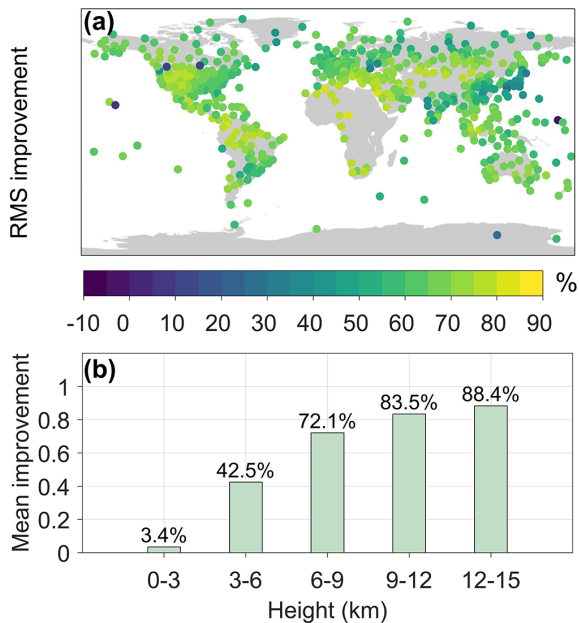 (a)
RMS improvement
%
-10 0 10 20 30 40 50 60 70 80 90
(b)
Mean improvement
1
0.8
0.6
0.4
0.2
0
3.4%
42.5%
72.1%
83.5%
88.4%
0-3 3-6 6-9 9-12 12-15
Height (km)